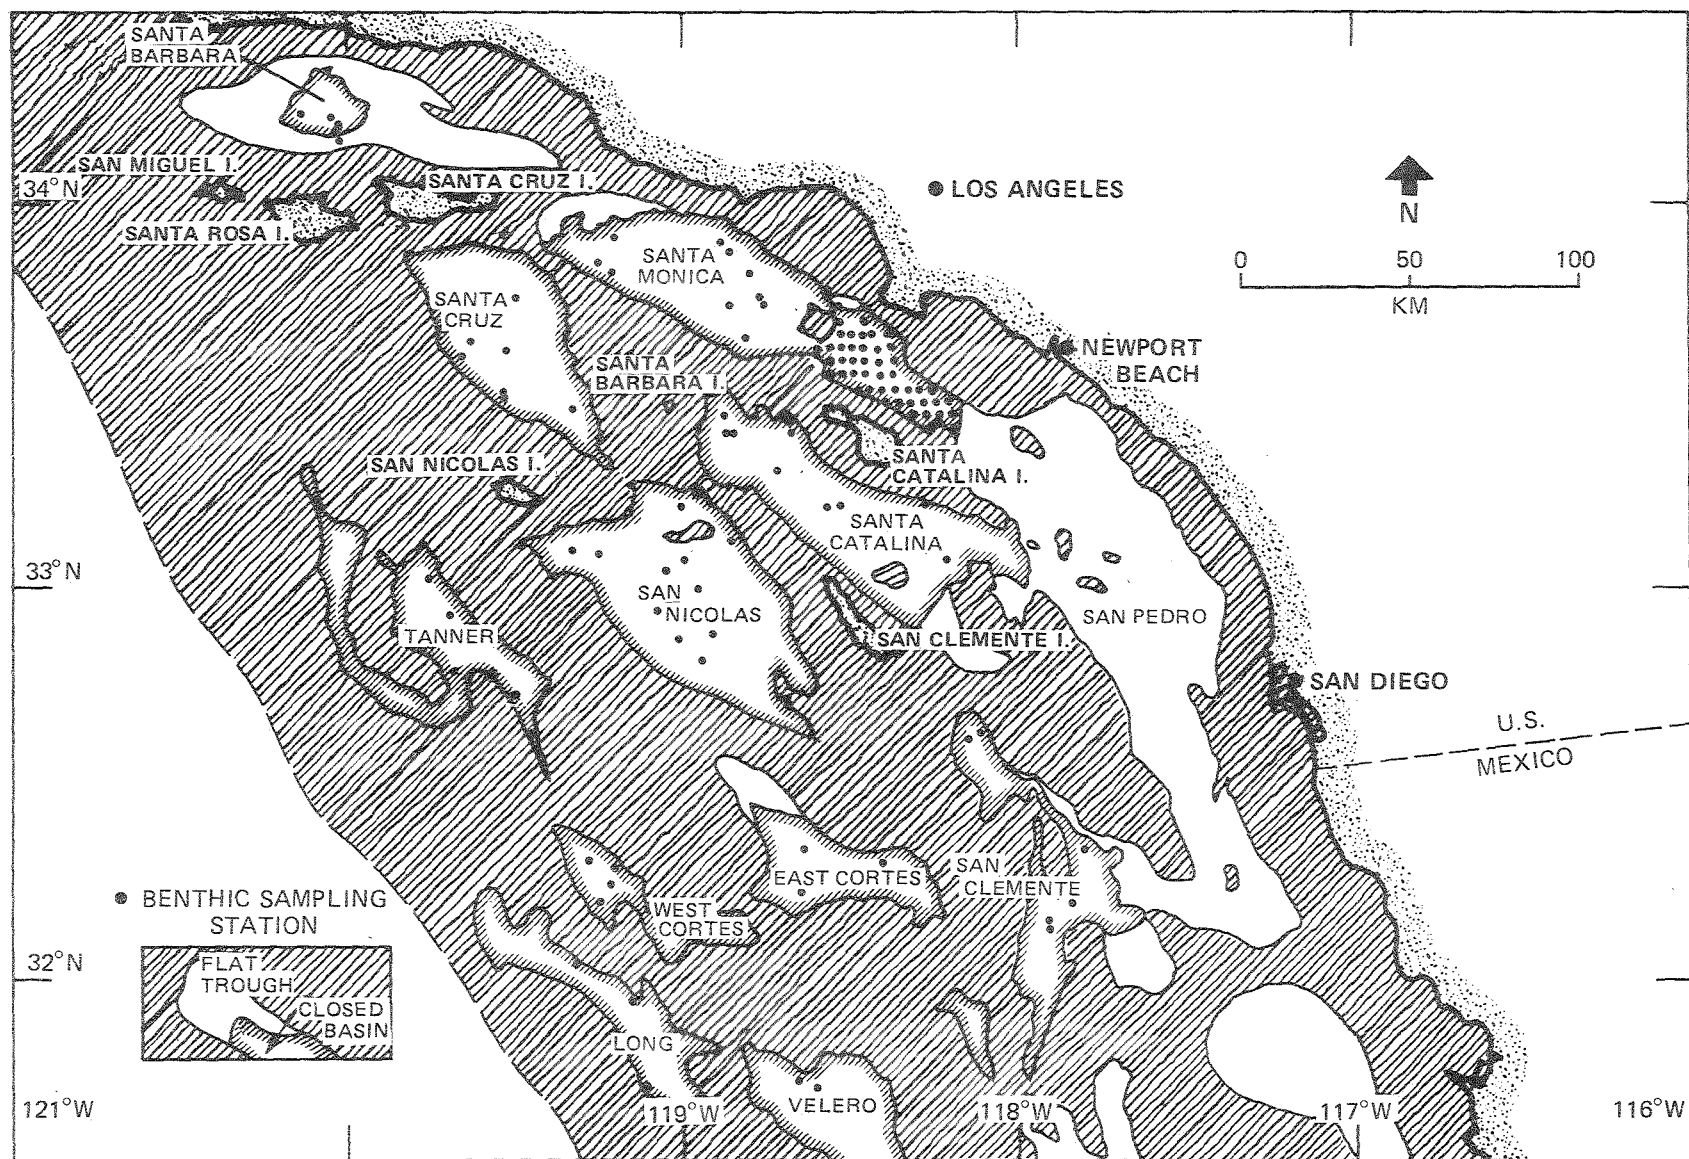 SANTA
BARBARA
SAN MIGUEL I.
34°N
SANTA CRUZ I.
SANTA ROSA I.
LOS ANGELES
N
0 50 100
KM
SANTA
MONICA
SANTA
CRUZ
NEWPORT
BEACH
SANTA
BARBARA I.
SAN NICOLAS I.
SANTA
CATALINA I.
SANTA
CATALINA
33°N
SAN
NICOLAS
SAN PEDRO
TANNER
SAN CLEMENTE I.
SAN DIEGO
U.S.
MEXICO
EAST CORTES
SAN
CLEMENTE
WEST
CORTES
BENTHIC SAMPLING
STATION
32°N
FLAT
TROUGH
CLOSED
BASIN
LONG
VELERO
121°W
119°W
118°W
117°W
116°W